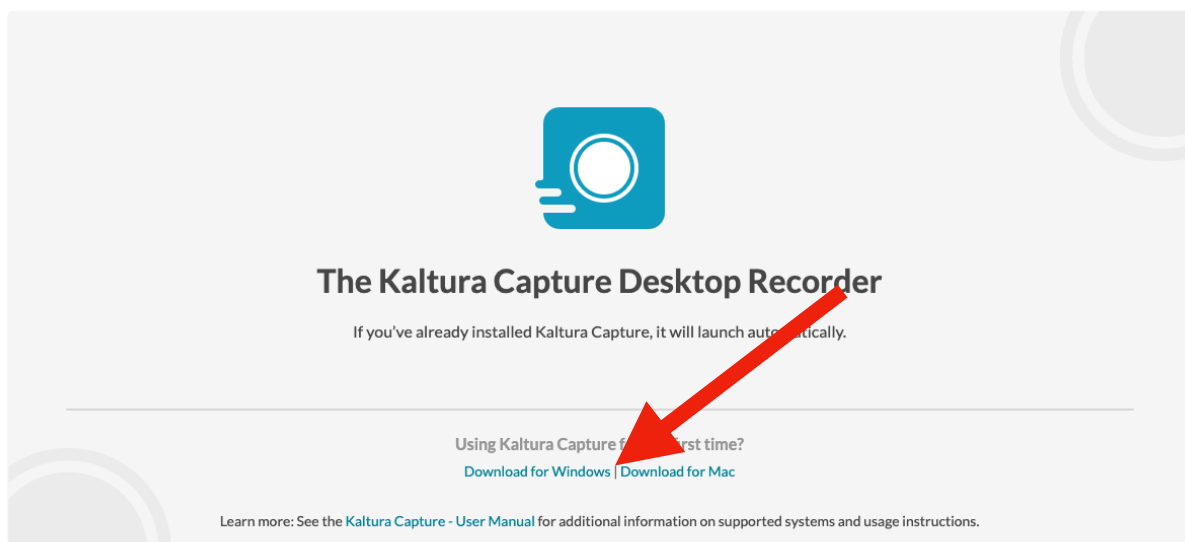 The Kaltura Capture Desktop Recorder
If you've already installed Kaltura Capture, it will launch automatically.
Using Kaltura Capture first time?
Download for Windows | Download for Mac
Learn more: See the Kaltura Capture - User Manual for additional information on supported systems and usage instructions.